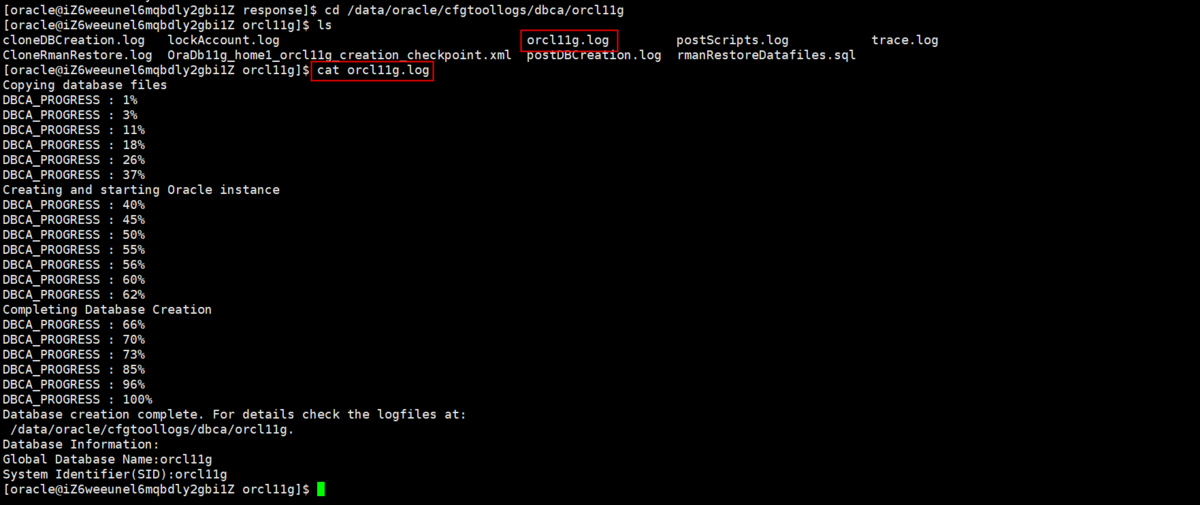 [oracle@iZ6weeunel6mqbdly2gbi1Z response]$ cd /data/oracle/cfgtoollogs/dbca/orcl11g
[oracle@iZ6weeunel6mqbdly2gbi1Z orcl11g]$ ls
cloneDBCreation.log   lockAccount.log                                 orcl11g.log         postScripts.log           trace.log
CloneRmanRestore.log  OraDb11g_home1_orcl11g_creation_checkpoint.xml  postDBCreation.log  rmanRestoreDatafiles.sql
[oracle@iZ6weeunel6mqbdly2gbi1Z orcl11g]$ cat orcl11g.log
Copying database files
DBCA_PROGRESS : 1%
DBCA_PROGRESS : 3%
DBCA_PROGRESS : 11%
DBCA_PROGRESS : 18%
DBCA_PROGRESS : 26%
DBCA_PROGRESS : 37%
Creating and starting Oracle instance
DBCA_PROGRESS : 40%
DBCA_PROGRESS : 45%
DBCA_PROGRESS : 50%
DBCA_PROGRESS : 55%
DBCA_PROGRESS : 56%
DBCA_PROGRESS : 60%
DBCA_PROGRESS : 62%
Completing Database Creation
DBCA_PROGRESS : 66%
DBCA_PROGRESS : 70%
DBCA_PROGRESS : 73%
DBCA_PROGRESS : 85%
DBCA_PROGRESS : 96%
DBCA_PROGRESS : 100%
Database creation complete. For details check the logfiles at:
 /data/oracle/cfgtoollogs/dbca/orcl11g.
Database Information:
Global Database Name:orcl11g
System Identifier(SID):orcl11g
[oracle@iZ6weeunel6mqbdly2gbi1Z orcl11g]$